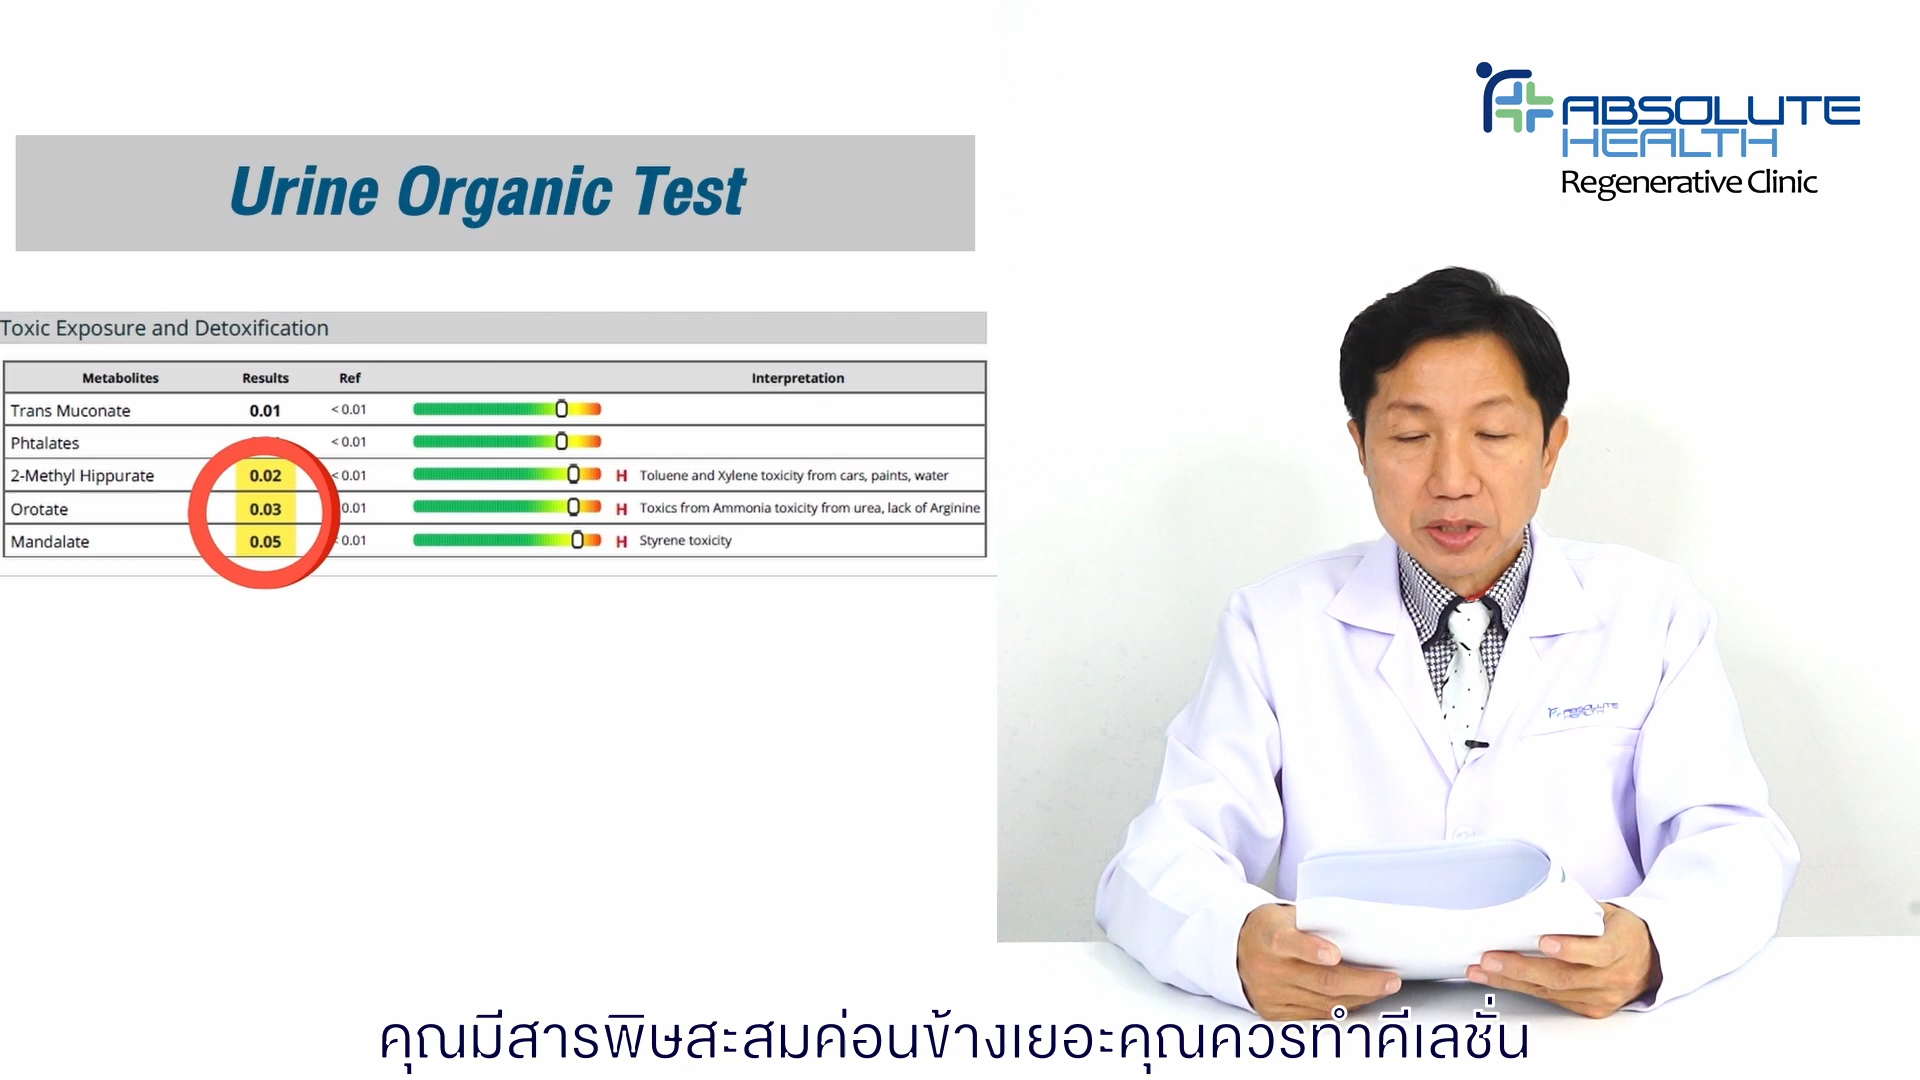 ABSOLUTE
HEALTH
Regenerative Clinic
Urine Organic Test
Toxic Exposure and Detoxification
Metabolites Results Ref Interpretation
Trans Muconate 0.01 < 0.01
Phtalates < 0.01
2-Methyl Hippurate 0.02 < 0.01 H Toluene and Xylene toxicity from cars, paints, water
Orotate 0.03 0.01 H Toxics from Ammonia toxicity from urea, lack of Arginine
Mandalate 0.05 0.01 H Styrene toxicity
ABSOLUTE
HEALTH
คุณมีสารพิษสะสมค่อนข้างเยอะคุณควรทำคีเลชั่น